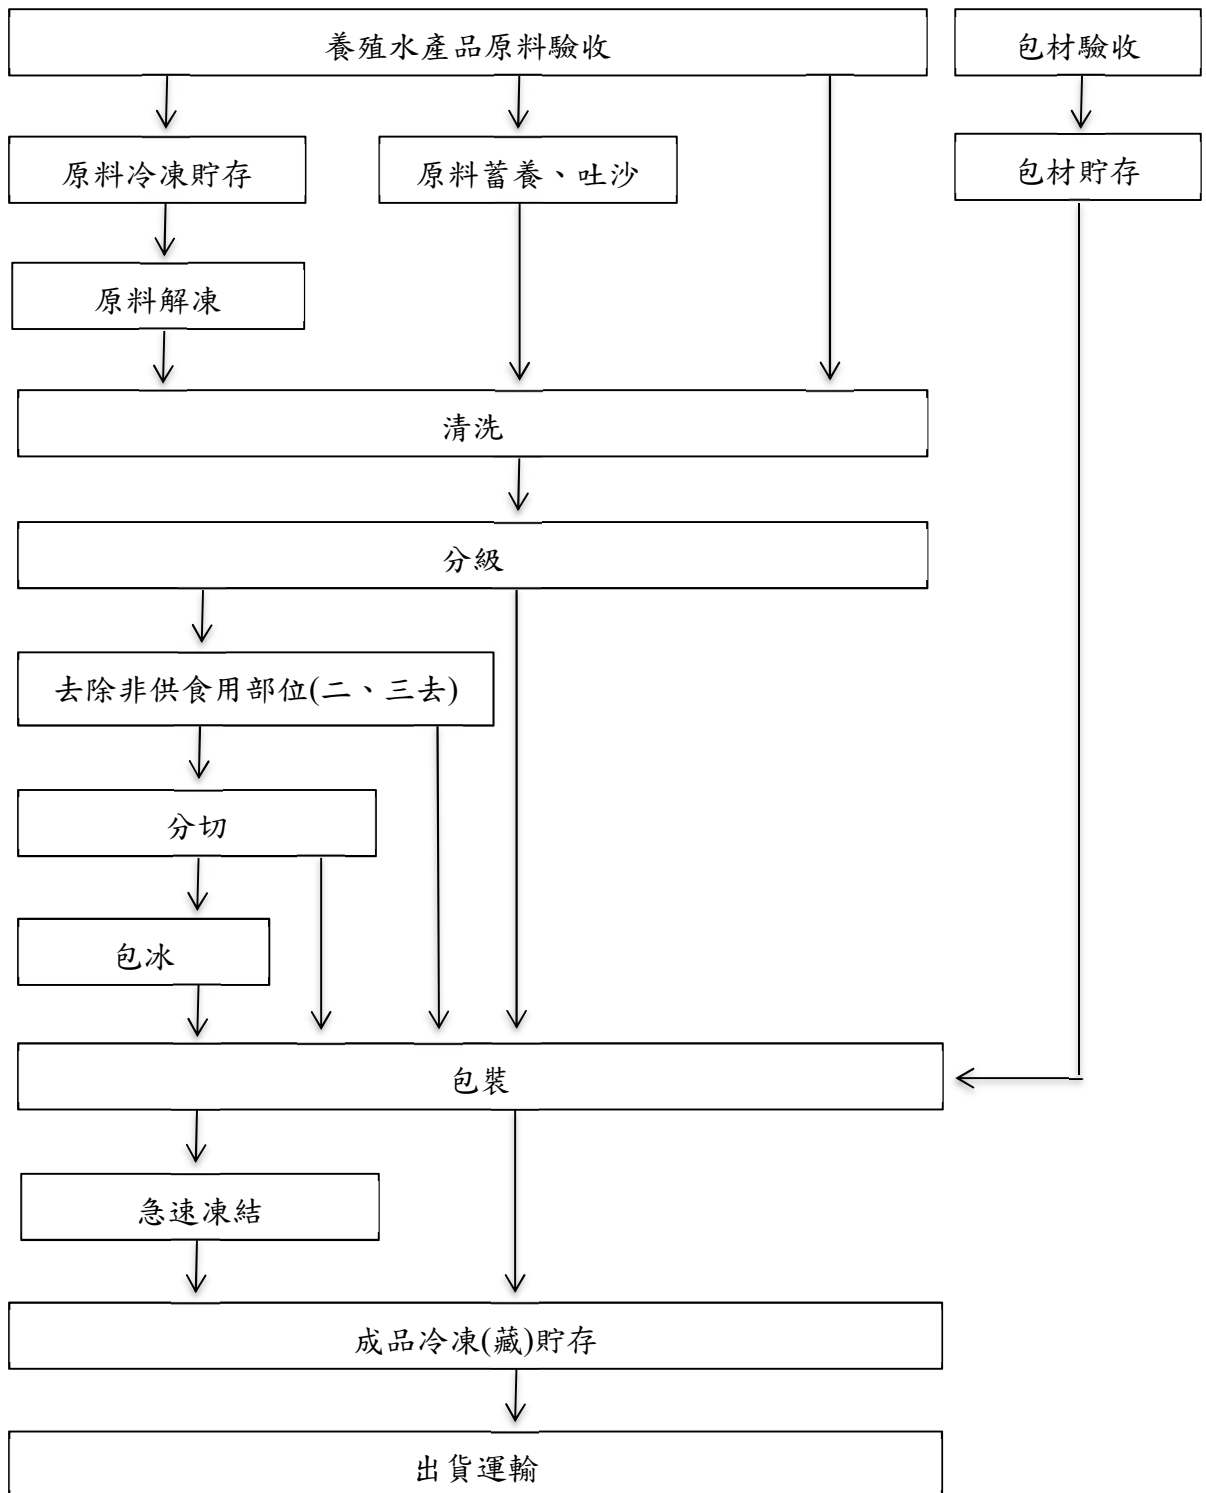 養殖水產品原料驗收
包材驗收
原料冷凍貯存
原料蓄養、吐沙
包材貯存
原料解凍
清洗
分級
去除非供食用部位(二、三去)
分切
包冰
包裝
急速凍結
成品冷凍(藏)貯存
出貨運輸